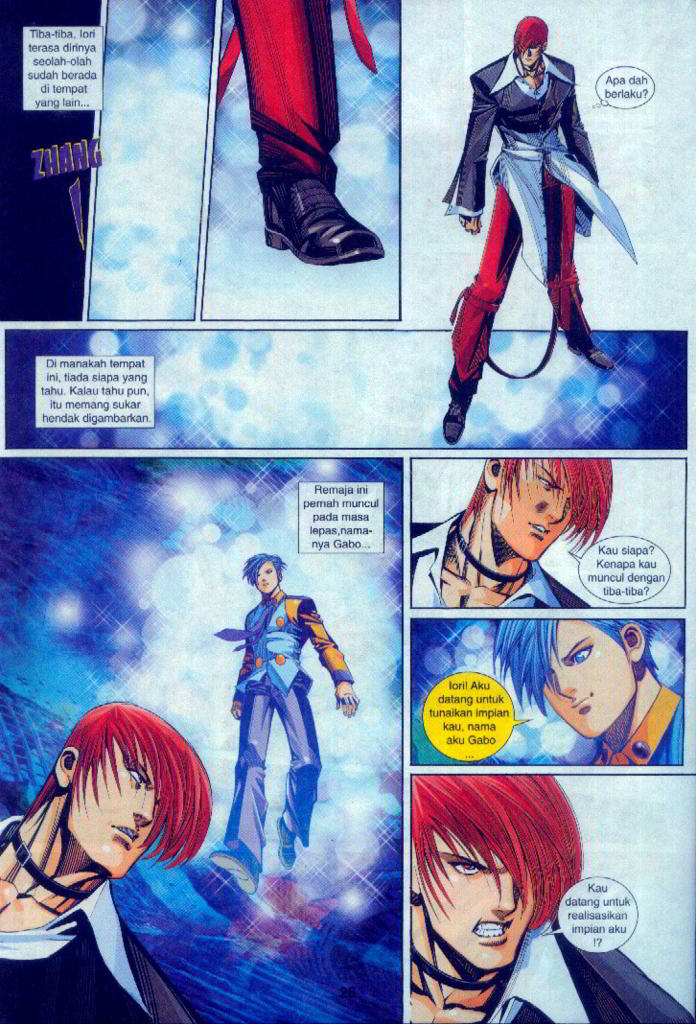 Tiba-tiba, Iori
terasa dirinya
seolah-olah
sudah berada
di tempat
yang lain...
ZHANG
!
Apa dah
berlaku?
Di manakah tempat
ini, tiada siapa yang
tahu. Kalau tahu pun,
itu memang sukar
hendak digambarkan.
Remaja ini
pernah muncul
pada masa
lepas,nama-
nya Gabo...
Kau siapa?
Kenapa kau
muncul dengan
tiba-tiba?
Iori! Aku
datang untuk
tunaikan impian
kau, nama
aku Gabo
...
Kau
datang untuk
realisasikan
impian aku
!?
26